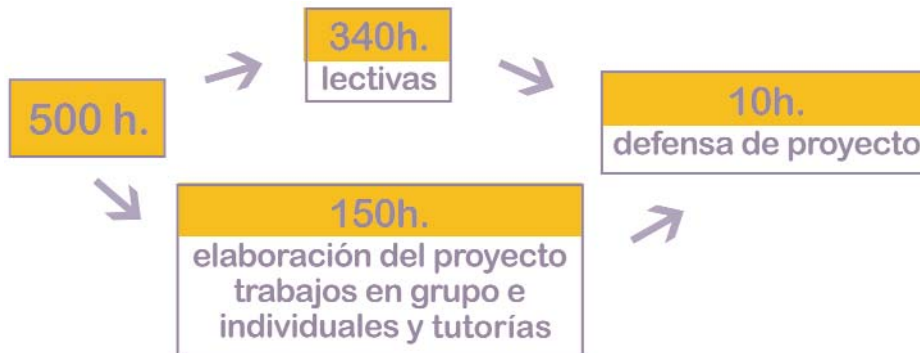 500 h.
340h.
lectivas
150h.
elaboración del proyecto
trabajos en grupo e
individuales y tutorías
10h.
defensa de proyecto